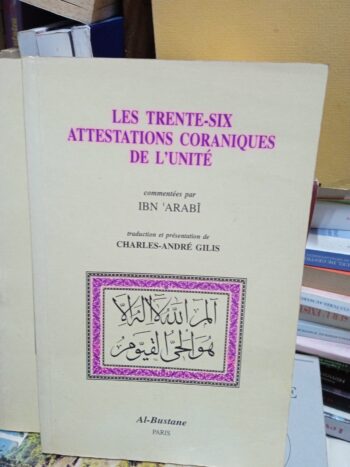 LES TRENTE-SIX
ATTESTATIONS CORANIQUES
DE L'UNITÉ
commentées par
IBN 'ARABÎ
traduction et présentation de
CHARLES-ANDRÉ GILIS
الم الله لا إله إلا
هو الحي القيوم
Al-Bustane
PARIS